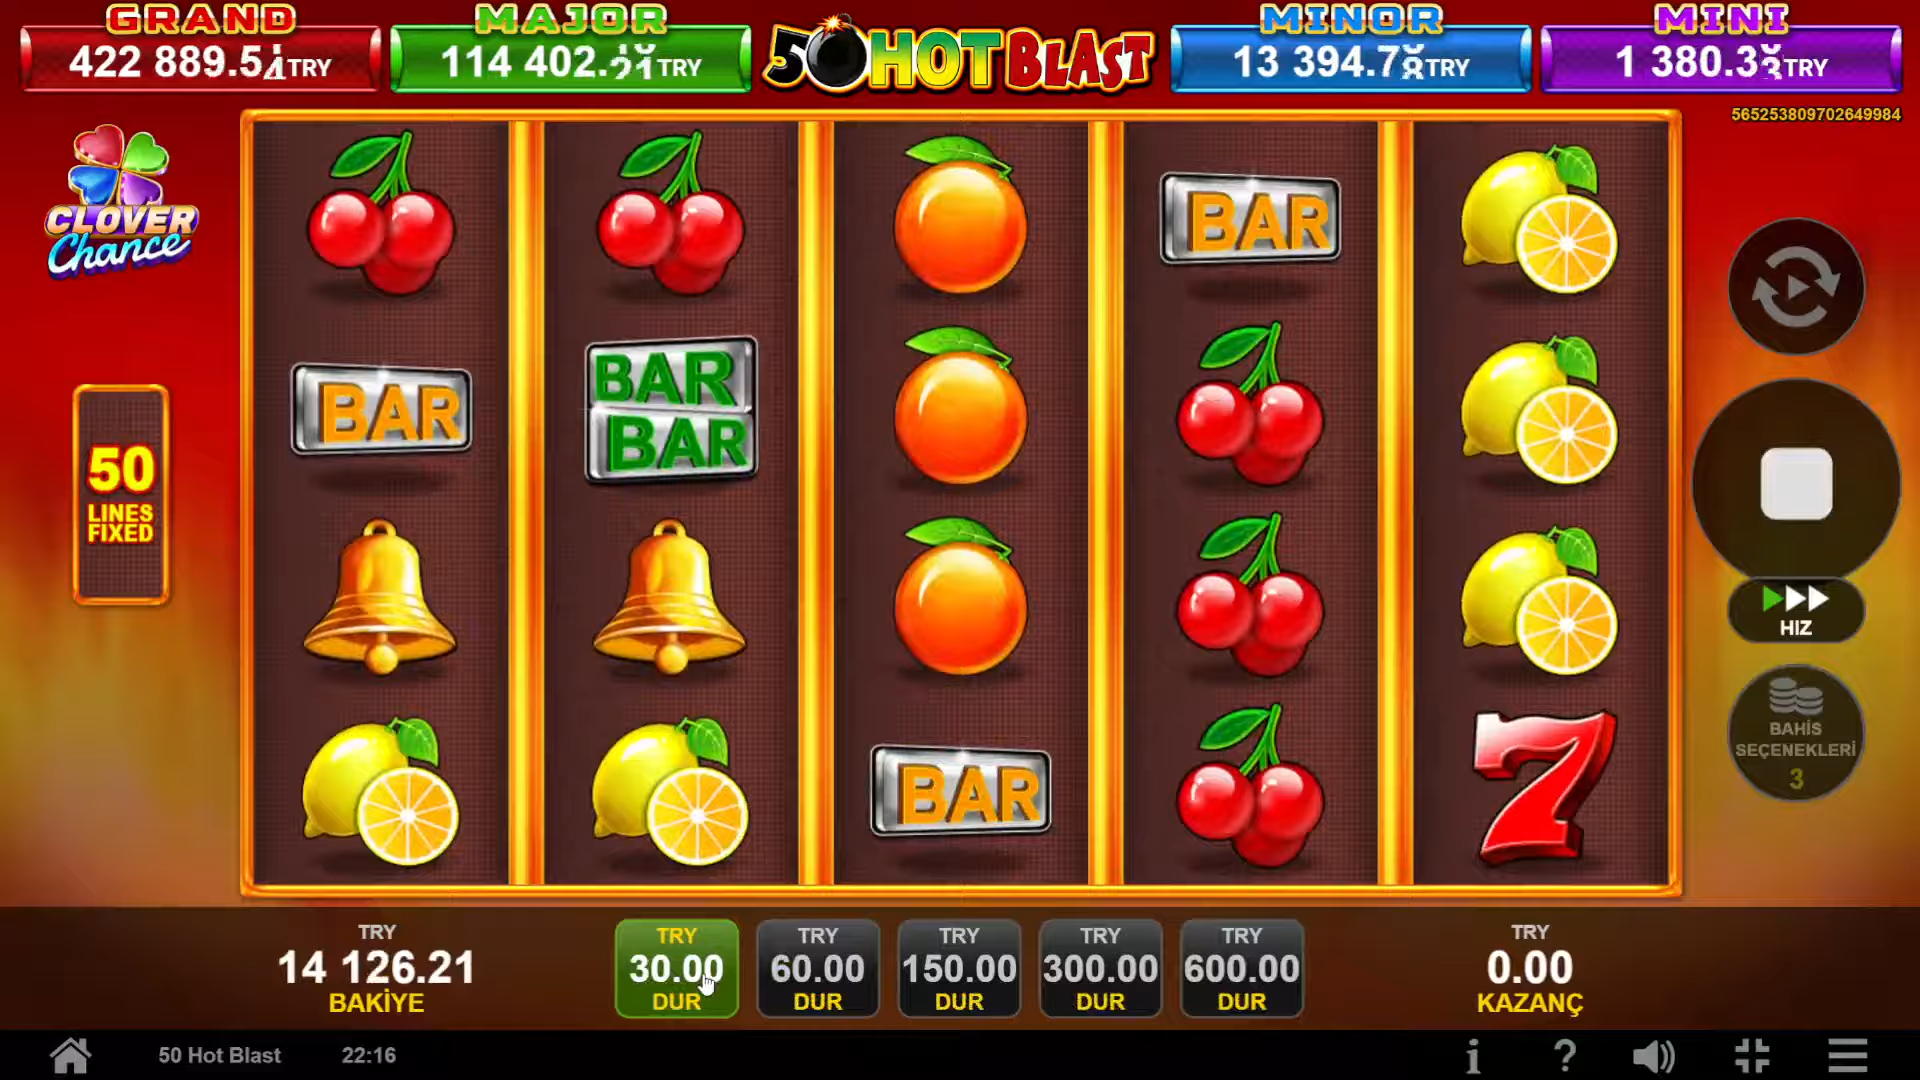 GRAND
MAJOR
MINOR
MINI
422 889.5 TRY
114 402. TRY
50 HOT BLAST
13 394.78 TRY
1 380.3 TRY
565253809702649984
CLOVER
Chance
BAR
BAR
BAR
BAR
50
LINES
FIXED
HIZ
BAR
BAHİS
SEÇENEKLERİ
3
TRY
14 126.21
BAKİYE
TRY
30.00
DUR
TRY
60.00
DUR
TRY
150.00
DUR
TRY
300.00
DUR
TRY
600.00
DUR
TRY
0.00
KAZANÇ
50 Hot Blast
22:16